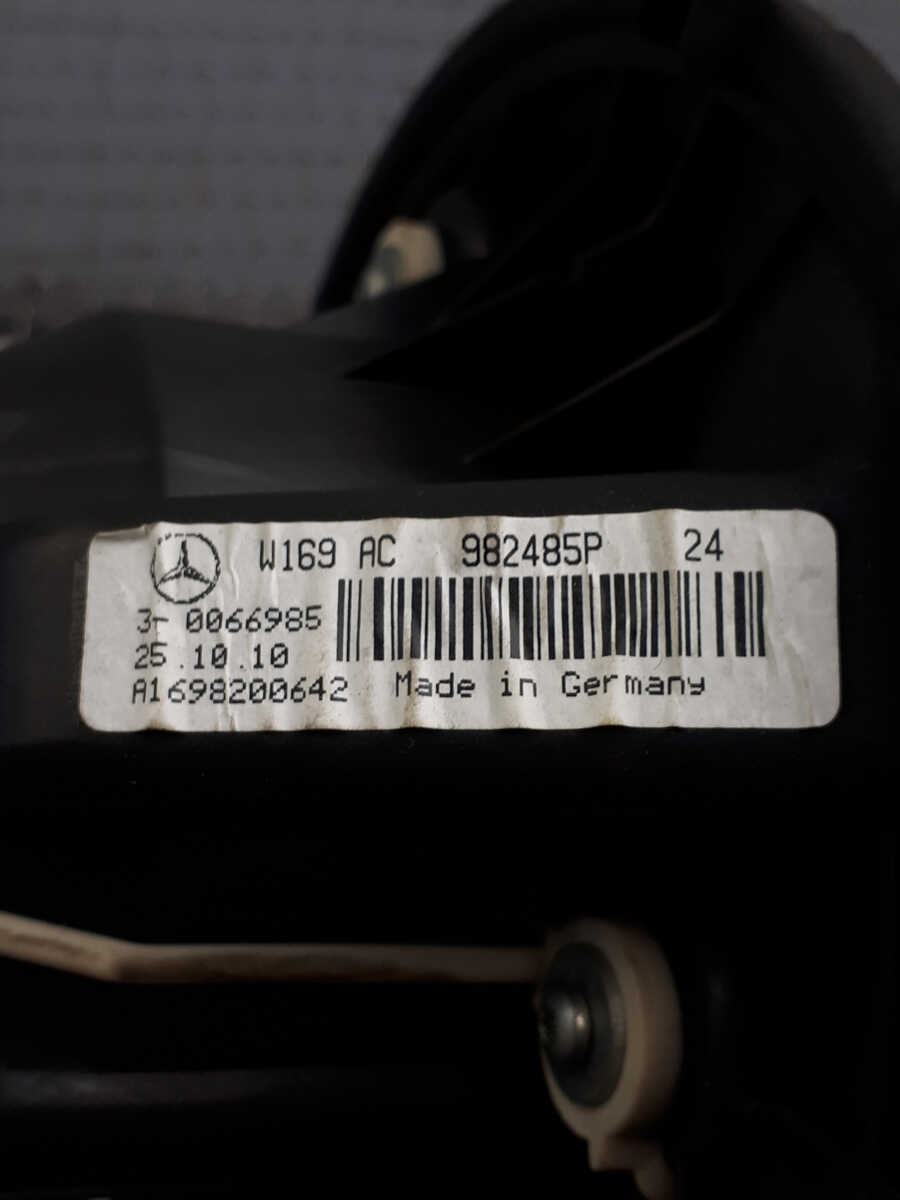 W169 AC 982485P 24
3- 0066985
25.10.10
A1698200642 Made in Germany